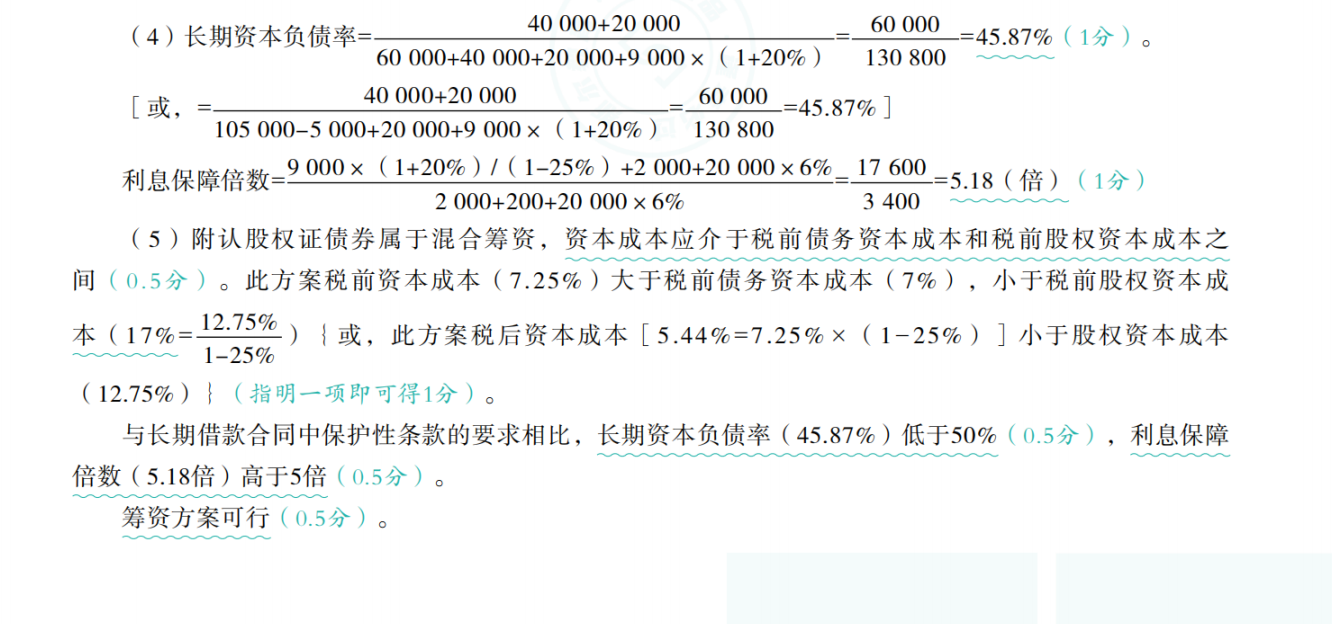 （4）长期资本负债率=40 000+20 000/60 000+40 000+20 000+9 000×（1+20%）=60 000/130 800=45.87%（1分）。
［或，=40 000+20 000/105 000-5 000+20 000+9 000×（1+20%）=60 000/130 800=45.87%］
利息保障倍数=9 000×（1+20%）/（1-25%）+2 000+20 000×6%/2 000+200+20 000×6%=17 600/3 400=5.18（倍）（1分）
（5）附认股权证债券属于混合筹资，资本成本应介于税前债务资本成本和税前股权资本成本之
间（0.5分）。此方案税前资本成本（7.25%）大于税前债务资本成本（7%），小于税前股权资本成
本（17%=12.75%/1-25%）｛或，此方案税后资本成本［5.44%=7.25%×（1-25%）］小于股权资本成本
（12.75%）｝（指明一项即可得1分）。
与长期借款合同中保护性条款的要求相比，长期资本负债率（45.87%）低于50%（0.5分），利息保障
倍数（5.18倍）高于5倍（0.5分）。
筹资方案可行（0.5分）。